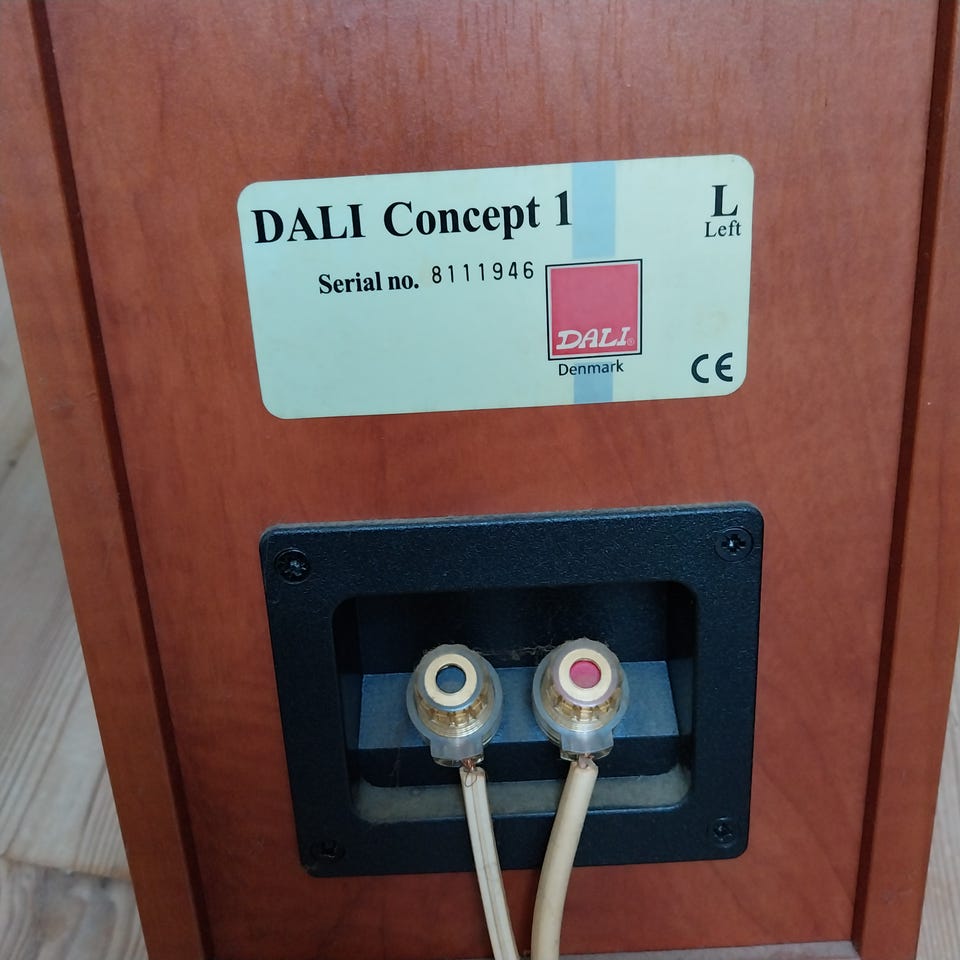 DALI Concept 1
L
Left
Serial no. 8111946
DALI®
Denmark
CE